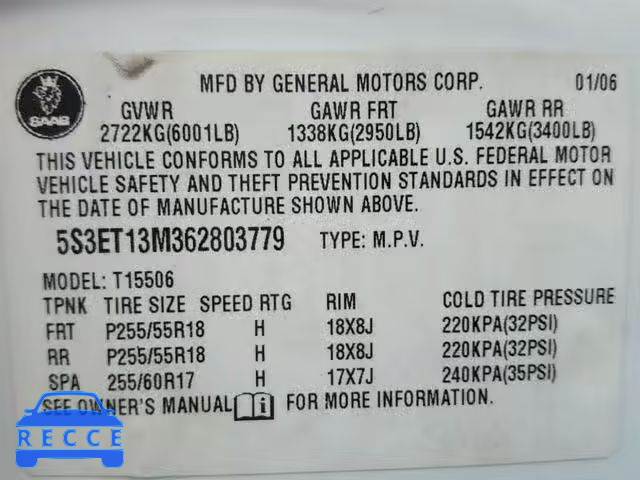 MFD BY GENERAL MOTORS CORP. 01/06
SAAB
GVWR GAWR FRT GAWR RR
2722KG(6001LB) 1338KG(2950LB) 1542KG(3400LB)
THIS VEHICLE CONFORMS TO ALL APPLICABLE U.S. FEDERAL MOTOR
VEHICLE SAFETY AND THEFT PREVENTION STANDARDS IN EFFECT ON
THE DATE OF MANUFACTURE SHOWN ABOVE.
5S3ET13M362803779 TYPE: M.P.V.
MODEL: T15506
TPNK TIRE SIZE SPEED RTG RIM COLD TIRE PRESSURE
FRT P255/55R18 H 18X8J 220KPA(32PSI)
RR P255/55R18 H 18X8J 220KPA(32PSI)
SPA 255/60R17 H 17X7J 240KPA(35PSI)
SEE OWNER'S MANUAL i FOR MORE INFORMATION.
RECCE